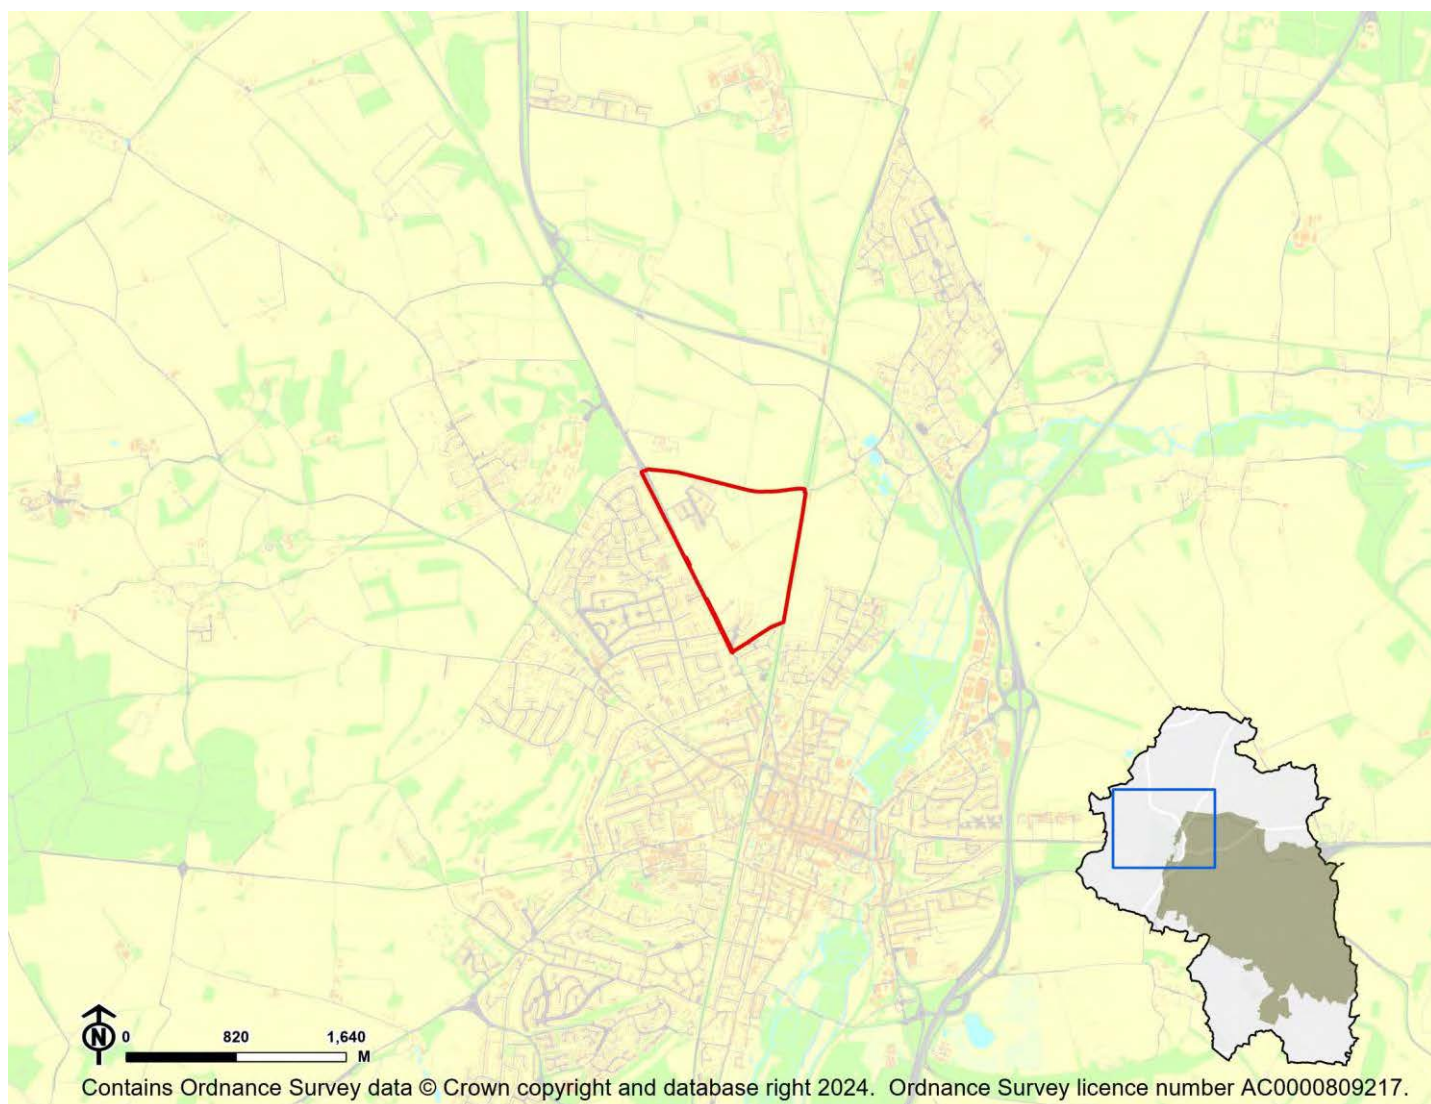 N
0 820 1,640
M
Contains Ordnance Survey data © Crown copyright and database right 2024. Ordnance Survey licence number AC0000809217.